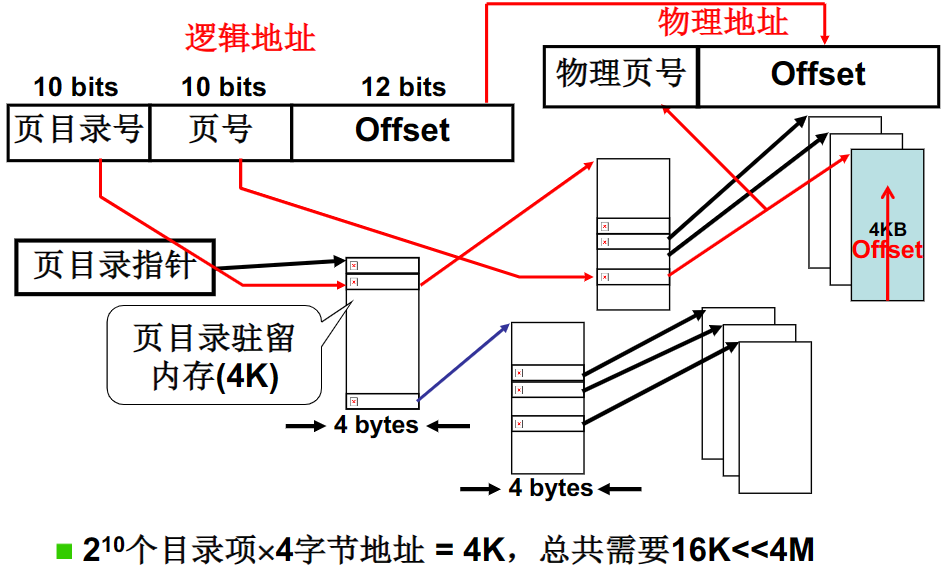 逻辑地址
物理地址
10 bits
10 bits
12 bits
页目录号
页号
Offset
物理页号
Offset
页目录指针
4KB
Offset
页目录驻留
内存(4K)
4 bytes
4 bytes
2¹⁰个目录项×4字节地址 = 4K，总共需要16K<<4M